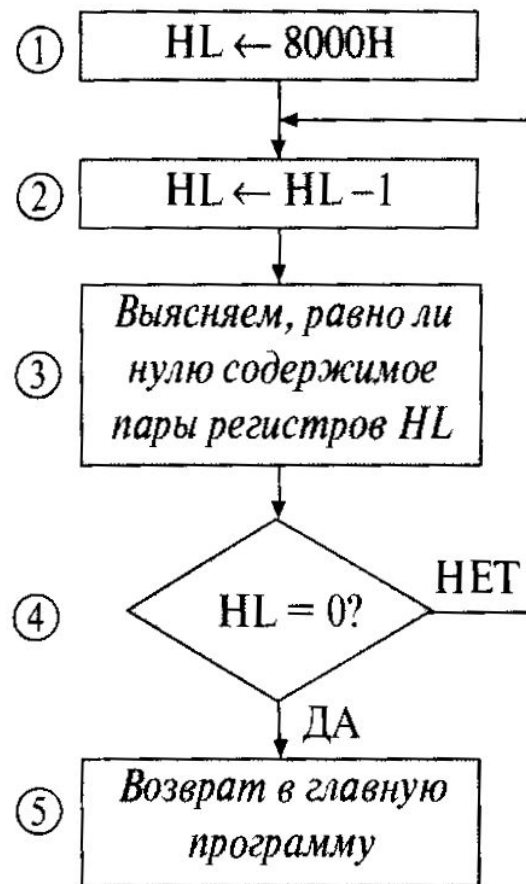 ① HL ← 8000H
② HL ← HL – 1
③ Выясняем, равно ли
нулю содержимое
пары регистров HL
④ HL = 0?
НЕТ
ДА
⑤ Возврат в главную
программу